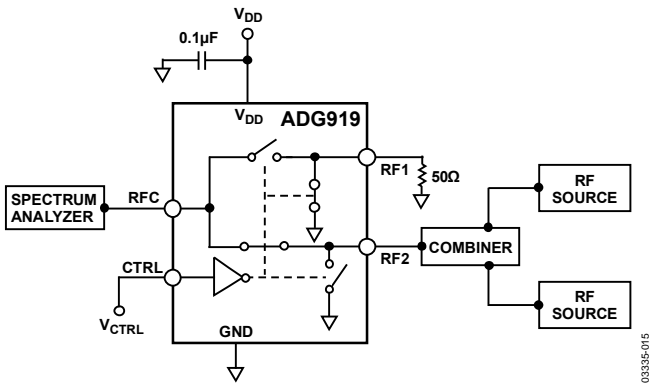 VDD
0.1µF
VDD
ADG919
RF1
50Ω
SPECTRUM
ANALYZER
RFC
RF
SOURCE
COMBINER
RF2
CTRL
VCTRL
RF
SOURCE
GND
03335-015